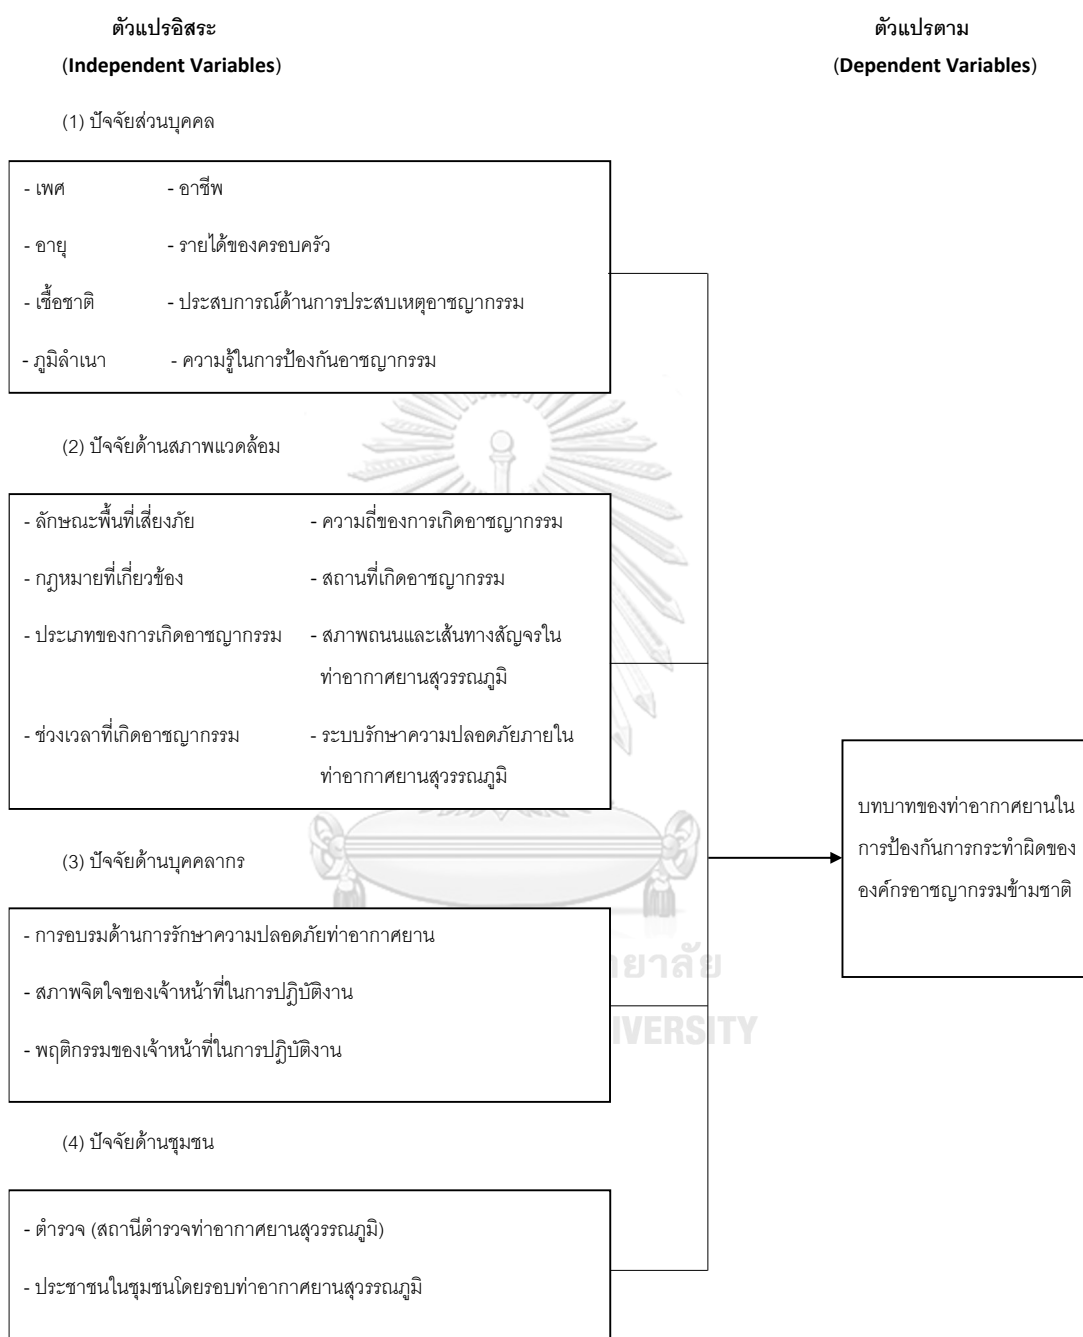 ตัวแปรอิสระ
ตัวแปรตาม
(Independent Variables)
(Dependent Variables)
(1) ปัจจัยส่วนบุคคล
- เพศ - อาชีพ
- อายุ - รายได้ของครอบครัว
- เชื้อชาติ - ประสบการณ์ด้านการประสบเหตุอาชญากรรม
- ภูมิลำเนา - ความรู้ในการป้องกันอาชญากรรม
(2) ปัจจัยด้านสภาพแวดล้อม
- ลักษณะพื้นที่เสี่ยงภัย - ความถี่ของการเกิดอาชญากรรม
- กฎหมายที่เกี่ยวข้อง - สถานที่เกิดอาชญากรรม
- ประเภทของการเกิดอาชญากรรม - สภาพถนนและเส้นทางสัญจรใน
ท่าอากาศยานสุวรรณภูมิ
- ช่วงเวลาที่เกิดอาชญากรรม - ระบบรักษาความปลอดภัยภายใน
ท่าอากาศยานสุวรรณภูมิ
(3) ปัจจัยด้านบุคคลากร
- การอบรมด้านการรักษาความปลอดภัยท่าอากาศยาน
- สภาพจิตใจของเจ้าหน้าที่ในการปฏิบัติงาน
- พฤติกรรมของเจ้าหน้าที่ในการปฏิบัติงาน
(4) ปัจจัยด้านชุมชน
- ตำรวจ (สถานีตำรวจท่าอากาศยานสุวรรณภูมิ)
- ประชาชนในชุมชนโดยรอบท่าอากาศยานสุวรรณภูมิ
บทบาทของท่าอากาศยานใน
การป้องกันการกระทำผิดของ
องค์กรอาชญากรรมข้ามชาติ